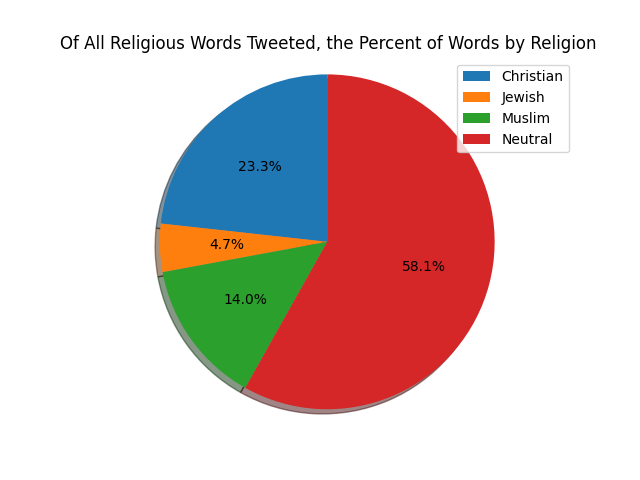 Of All Religious Words Tweeted, the Percent of Words by Religion
Christian
Jewish
Muslim
Neutral
23.3%
4.7%
58.1%
14.0%